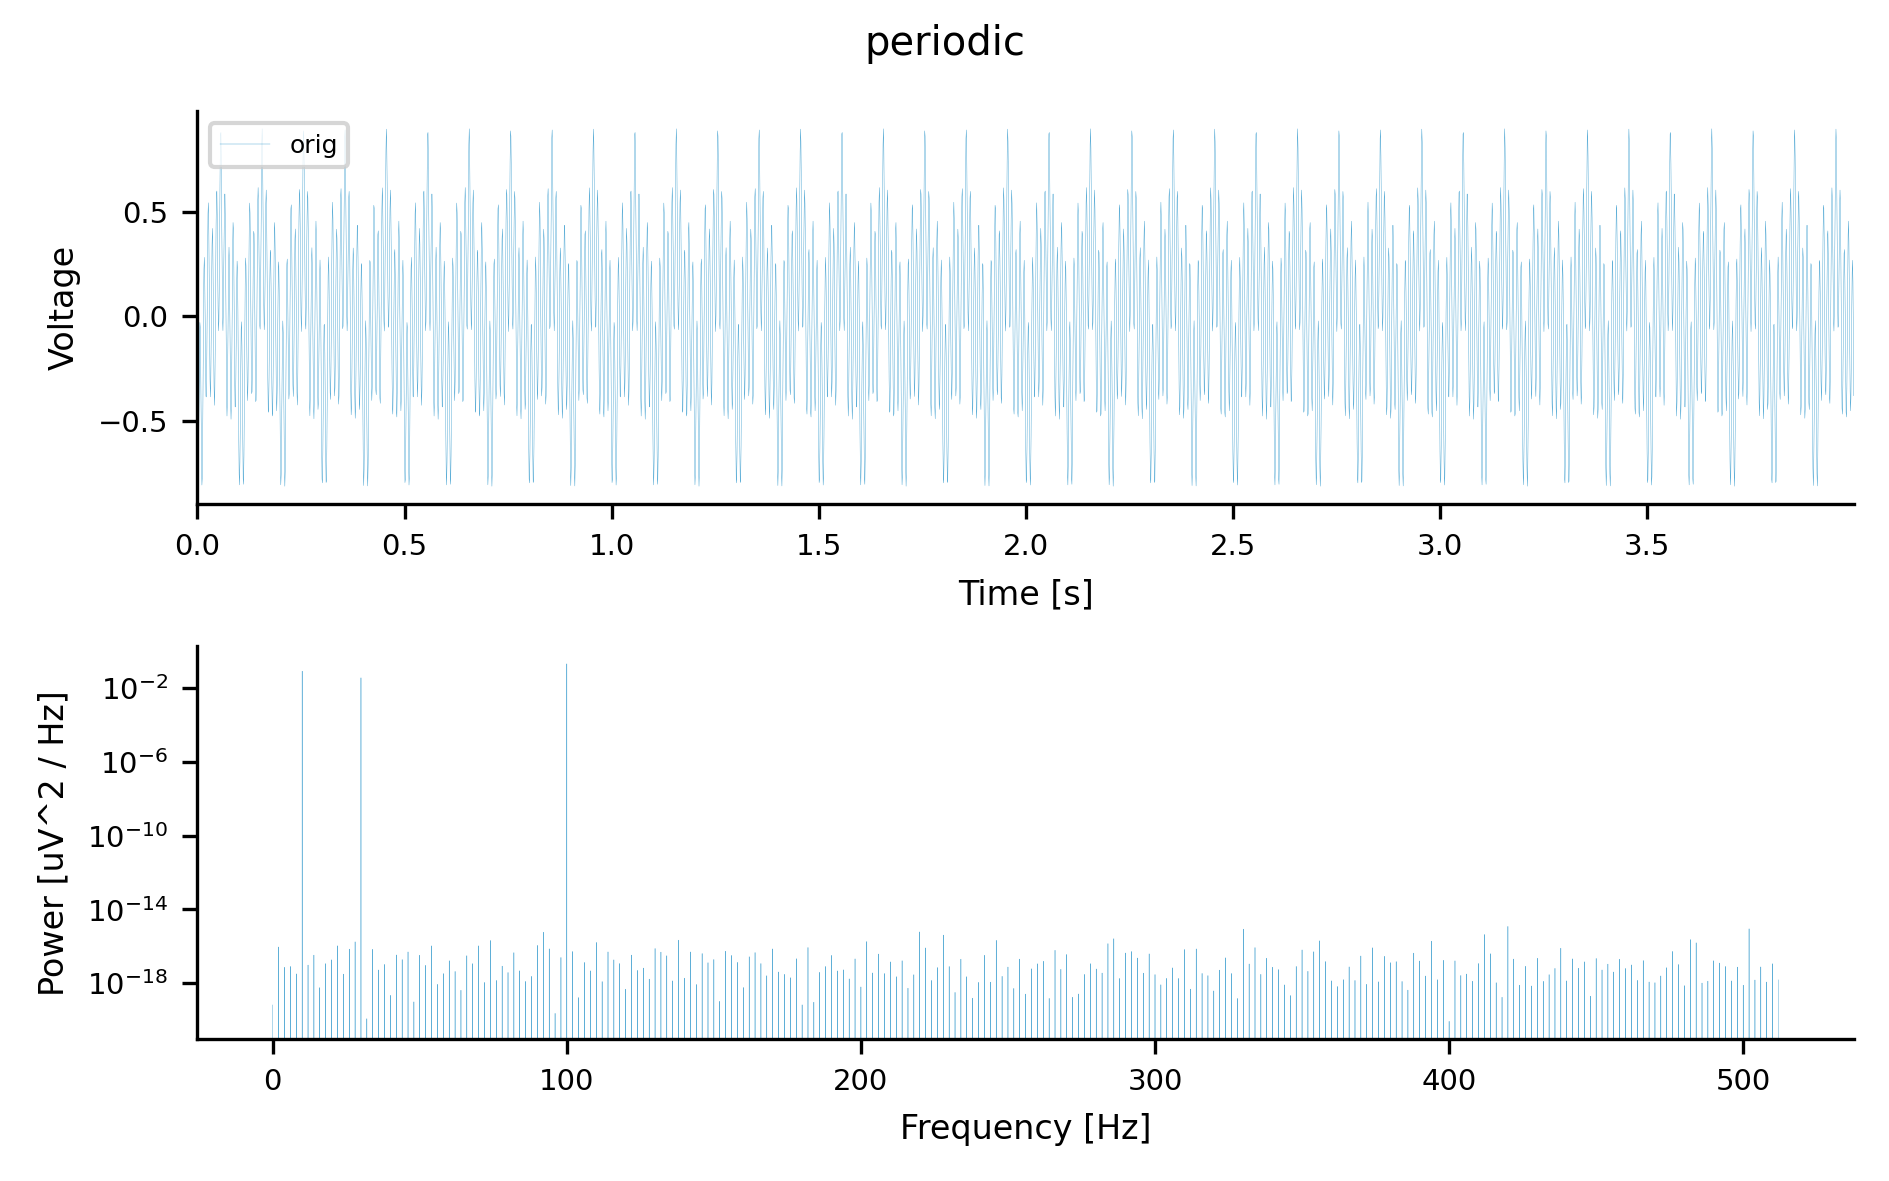 periodic
orig
0.5
0.0
−0.5
Voltage
0.0 0.5 1.0 1.5 2.0 2.5 3.0 3.5
Time [s]
10⁻²
10⁻⁶
10⁻¹⁰
10⁻¹⁴
10⁻¹⁸
Power [uV^2 / Hz]
0 100 200 300 400 500
Frequency [Hz]